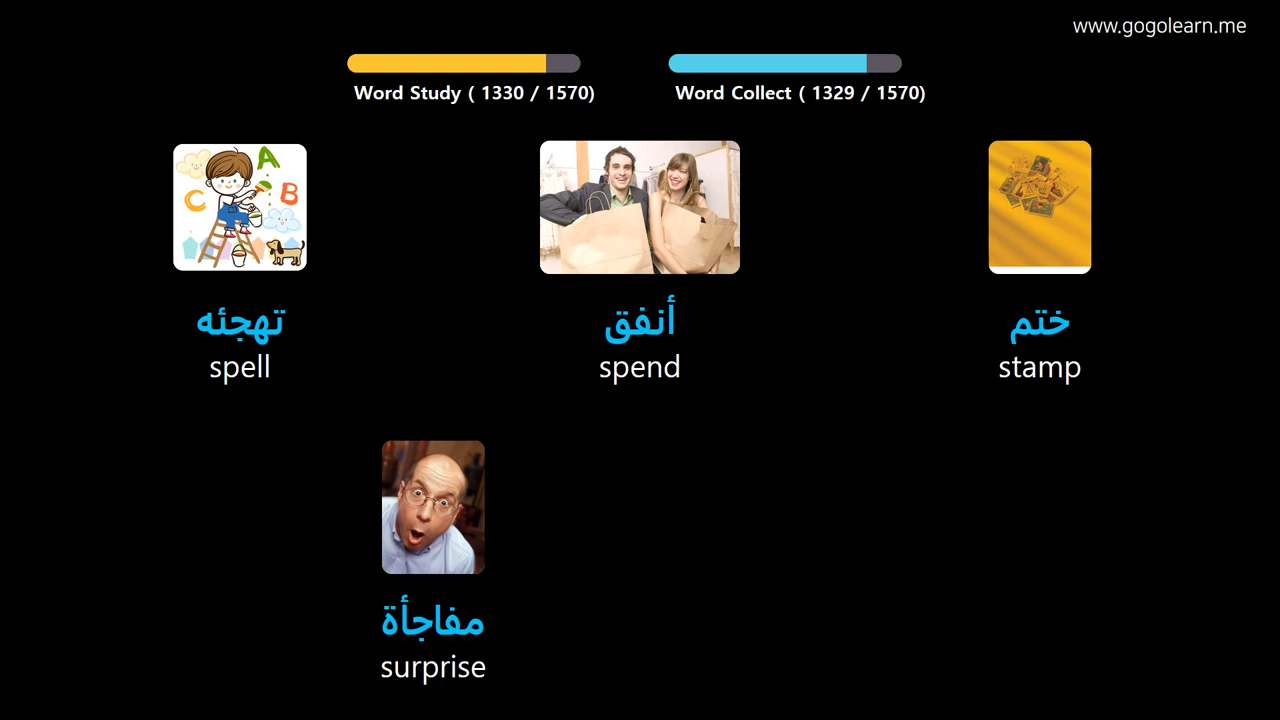 www.gogolearn.me
Word Study ( 1330 / 1570)
Word Collect ( 1329 / 1570)
A
B
C
تهجئه
spell
أنفق
spend
ختم
stamp
مفاجأة
surprise